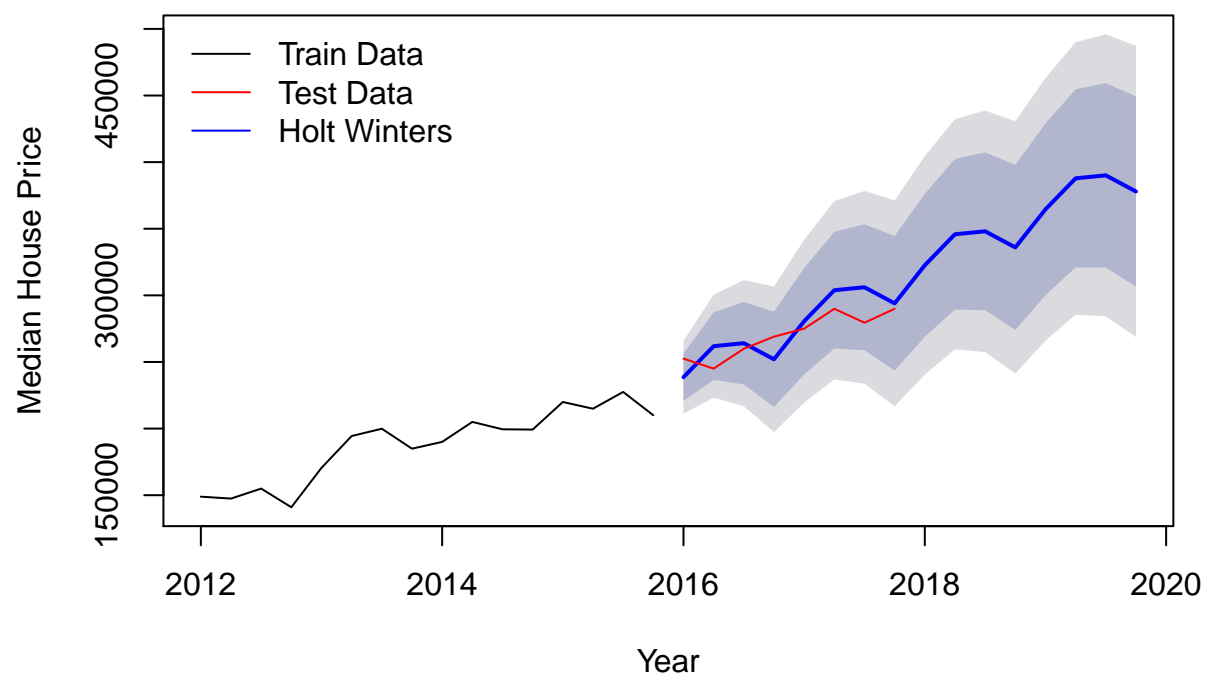 Train Data
Test Data
Holt Winters
Median House Price
450000
300000
150000
2012 2014 2016 2018 2020
Year